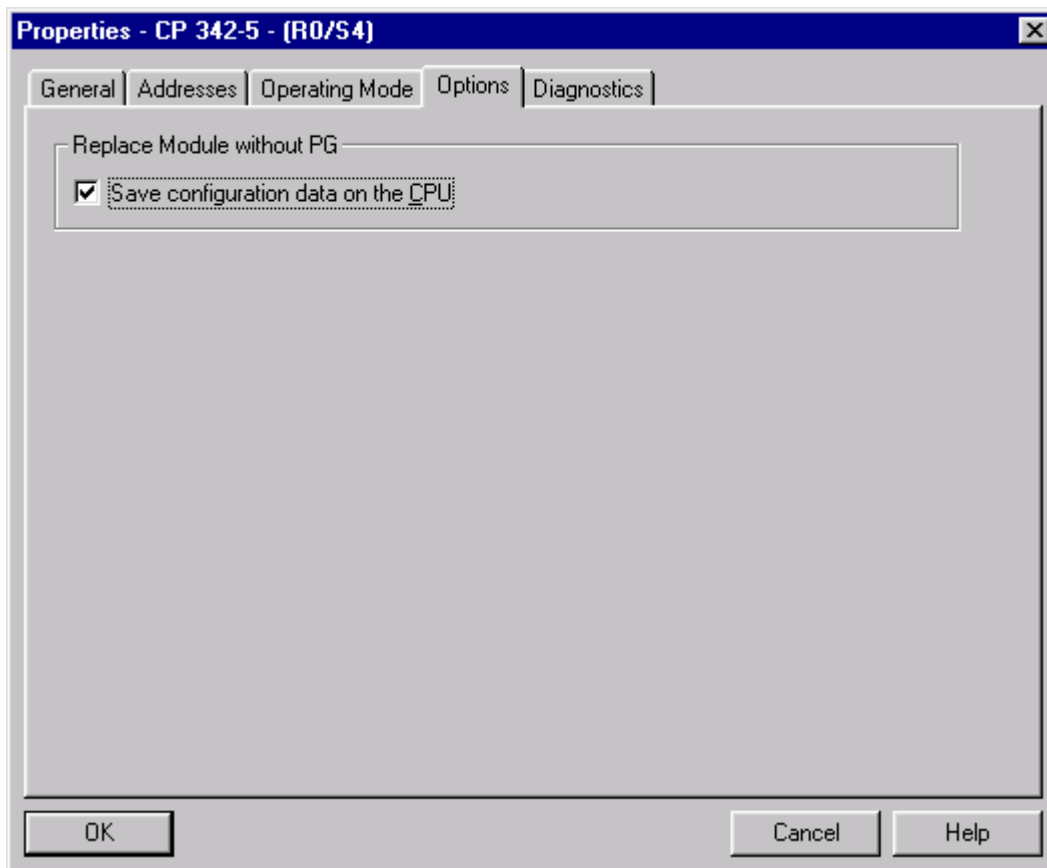 Properties - CP 342-5 - (R0/S4)
General Addresses Operating Mode Options Diagnostics
Replace Module without PG
Save configuration data on the CPU
OK Cancel Help